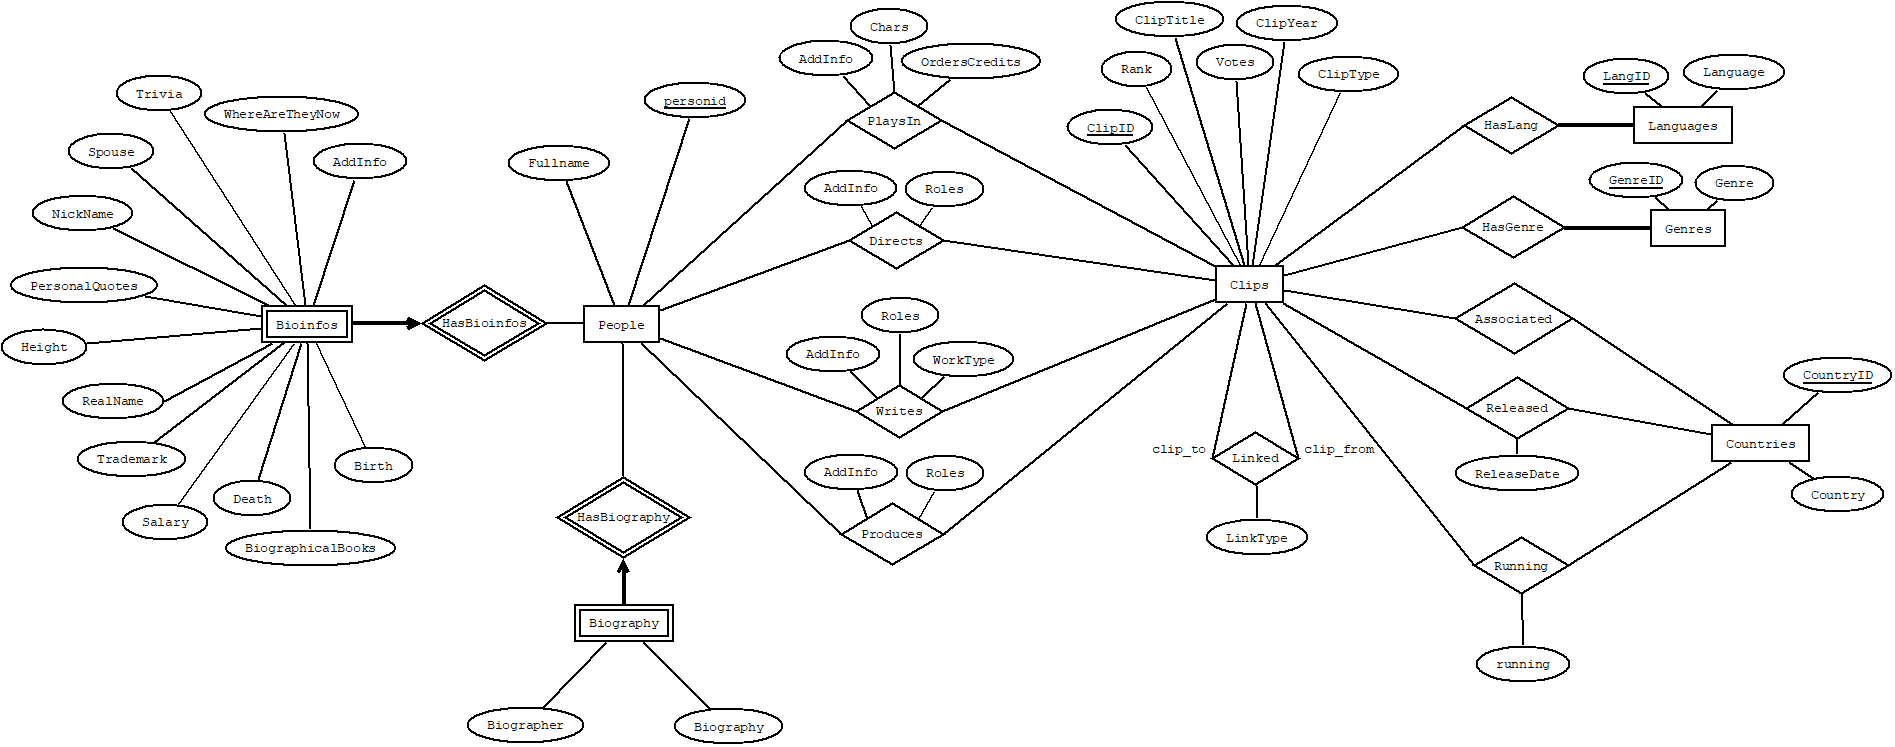 ClipTitle
ClipYear
Chars
AddInfo
OrdersCredits
Rank
Votes
ClipType
LangID
Language
Trivia
WhereAreTheyNow
personid
PlaysIn
ClipID
HasLang
Languages
Spouse
AddInfo
Fullname
AddInfo
Roles
GenreID
Genre
NickName
Directs
HasGenre
Genres
PersonalQuotes
Clips
Bioinfos
HasBioinfos
People
Roles
Associated
Height
AddInfo
WorkType
CountryID
RealName
Writes
Released
Trademark
Birth
clip_to
Linked
clip_from
Countries
AddInfo
Roles
ReleaseDate
Death
Country
Salary
HasBiography
BiographicalBooks
Produces
LinkType
Running
Biography
running
Biographer
Biography